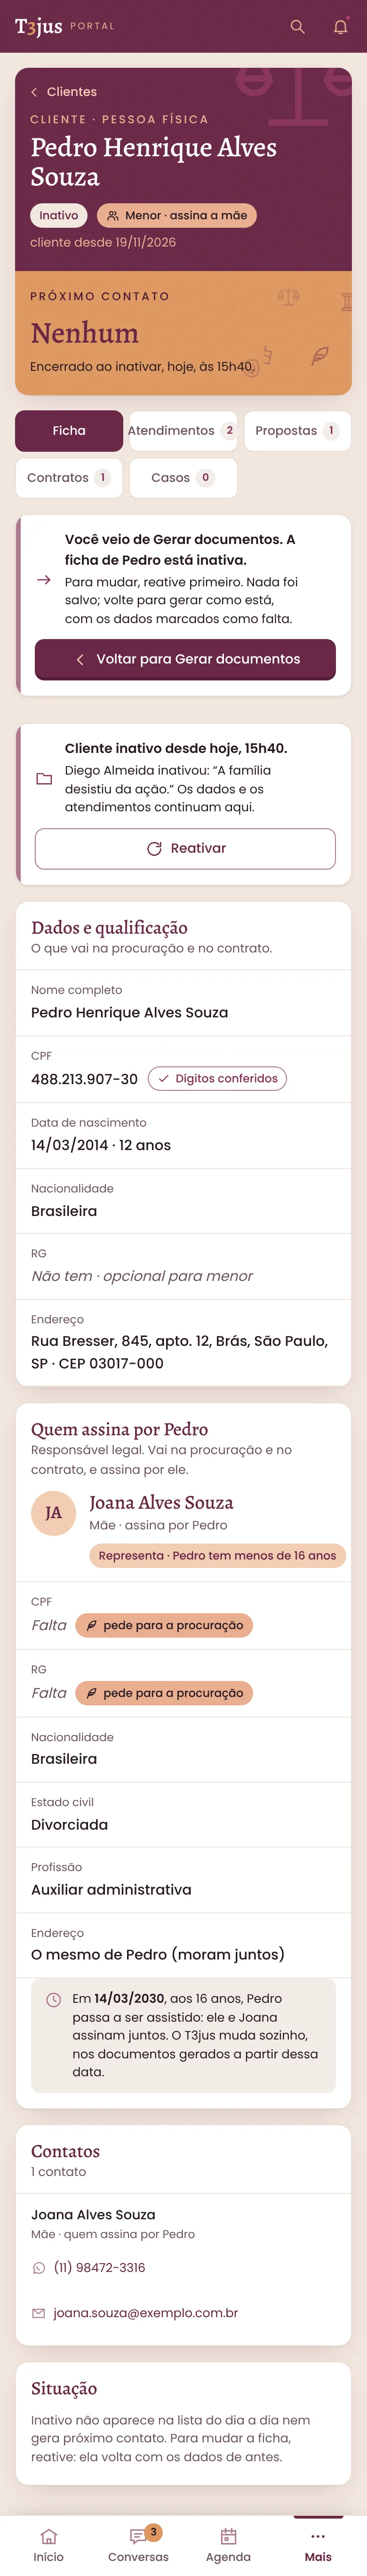 T3jus PORTAL
Clientes
CLIENTE · PESSOA FÍSICA
Pedro Henrique Alves
Souza
Inativo
Menor · assina a mãe
cliente desde 19/11/2026
PRÓXIMO CONTATO
Nenhum
Encerrado ao inativar, hoje, às 15h40.
Ficha
Atendimentos 2
Propostas 1
Contratos 1
Casos 0
Você veio de Gerar documentos. A
ficha de Pedro está inativa.
Para mudar, reative primeiro. Nada foi
salvo; volte para gerar como está,
com os dados marcados como falta.
Voltar para Gerar documentos
Cliente inativo desde hoje, 15h40.
Diego Almeida inativou: “A família
desistiu da ação.” Os dados e os
atendimentos continuam aqui.
Reativar
Dados e qualificação
O que vai na procuração e no contrato.
Nome completo
Pedro Henrique Alves Souza
CPF
488.213.907-30 Dígitos conferidos
Data de nascimento
14/03/2014 · 12 anos
Nacionalidade
Brasileira
RG
Não tem · opcional para menor
Endereço
Rua Bresser, 845, apto. 12, Brás, São Paulo,
SP · CEP 03017-000
Quem assina por Pedro
Responsável legal. Vai na procuração e no
contrato, e assina por ele.
JA
Joana Alves Souza
Mãe · assina por Pedro
Representa · Pedro tem menos de 16 anos
CPF
Falta pede para a procuração
RG
Falta pede para a procuração
Nacionalidade
Brasileira
Estado civil
Divorciada
Profissão
Auxiliar administrativa
Endereço
O mesmo de Pedro (moram juntos)
Em 14/03/2030, aos 16 anos, Pedro
passa a ser assistido: ele e Joana
assinam juntos. O T3jus muda sozinho,
nos documentos gerados a partir dessa
data.
Contatos
1 contato
Joana Alves Souza
Mãe · quem assina por Pedro
(11) 98472-3316
joana.souza@exemplo.com.br
Situação
Inativo não aparece na lista do dia a dia nem
gera próximo contato. Para mudar a ficha,
reative: ela volta com os dados de antes.
3
Início
Conversas
Agenda
Mais